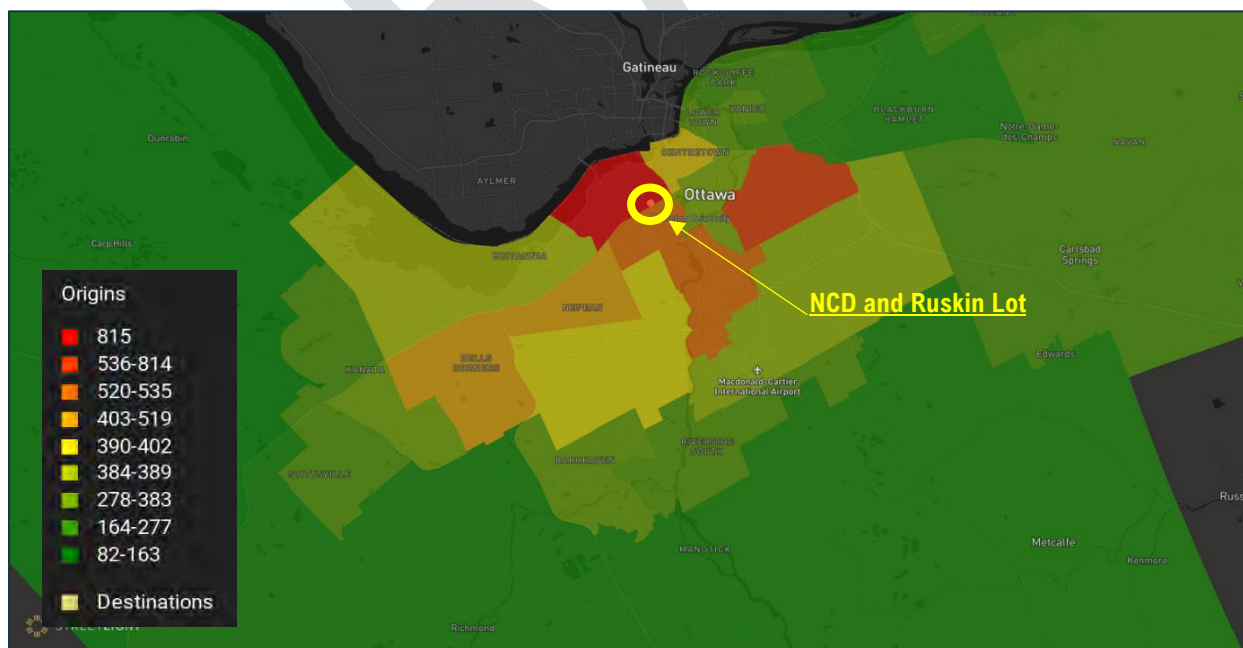 Gatineau
ROCKCLIFFE
PARK
LOWER
TOWN
VANIER
BLACKBURN
HAMLET
Dunrobin
Notre-Dame-
des-Champs
NAVAN
CENTRETOWN
AYLMER
Ottawa
Carp Hills
BRITANNIA
Carlsbad
Springs
Origins
815
536-814
520-535
403-519
390-402
384-389
278-383
164-277
82-163
Destinations
NEPEAN
NCD and Ruskin Lot
BELLS
CORNERS
KANATA
Edwards
Macdonald-Cartier
International Airport
RIVERSIDE
SOUTH
BARRHAVEN
STITTSVILLE
Russ
MANOTICK
Metcalfe
Kenmore
Richmond